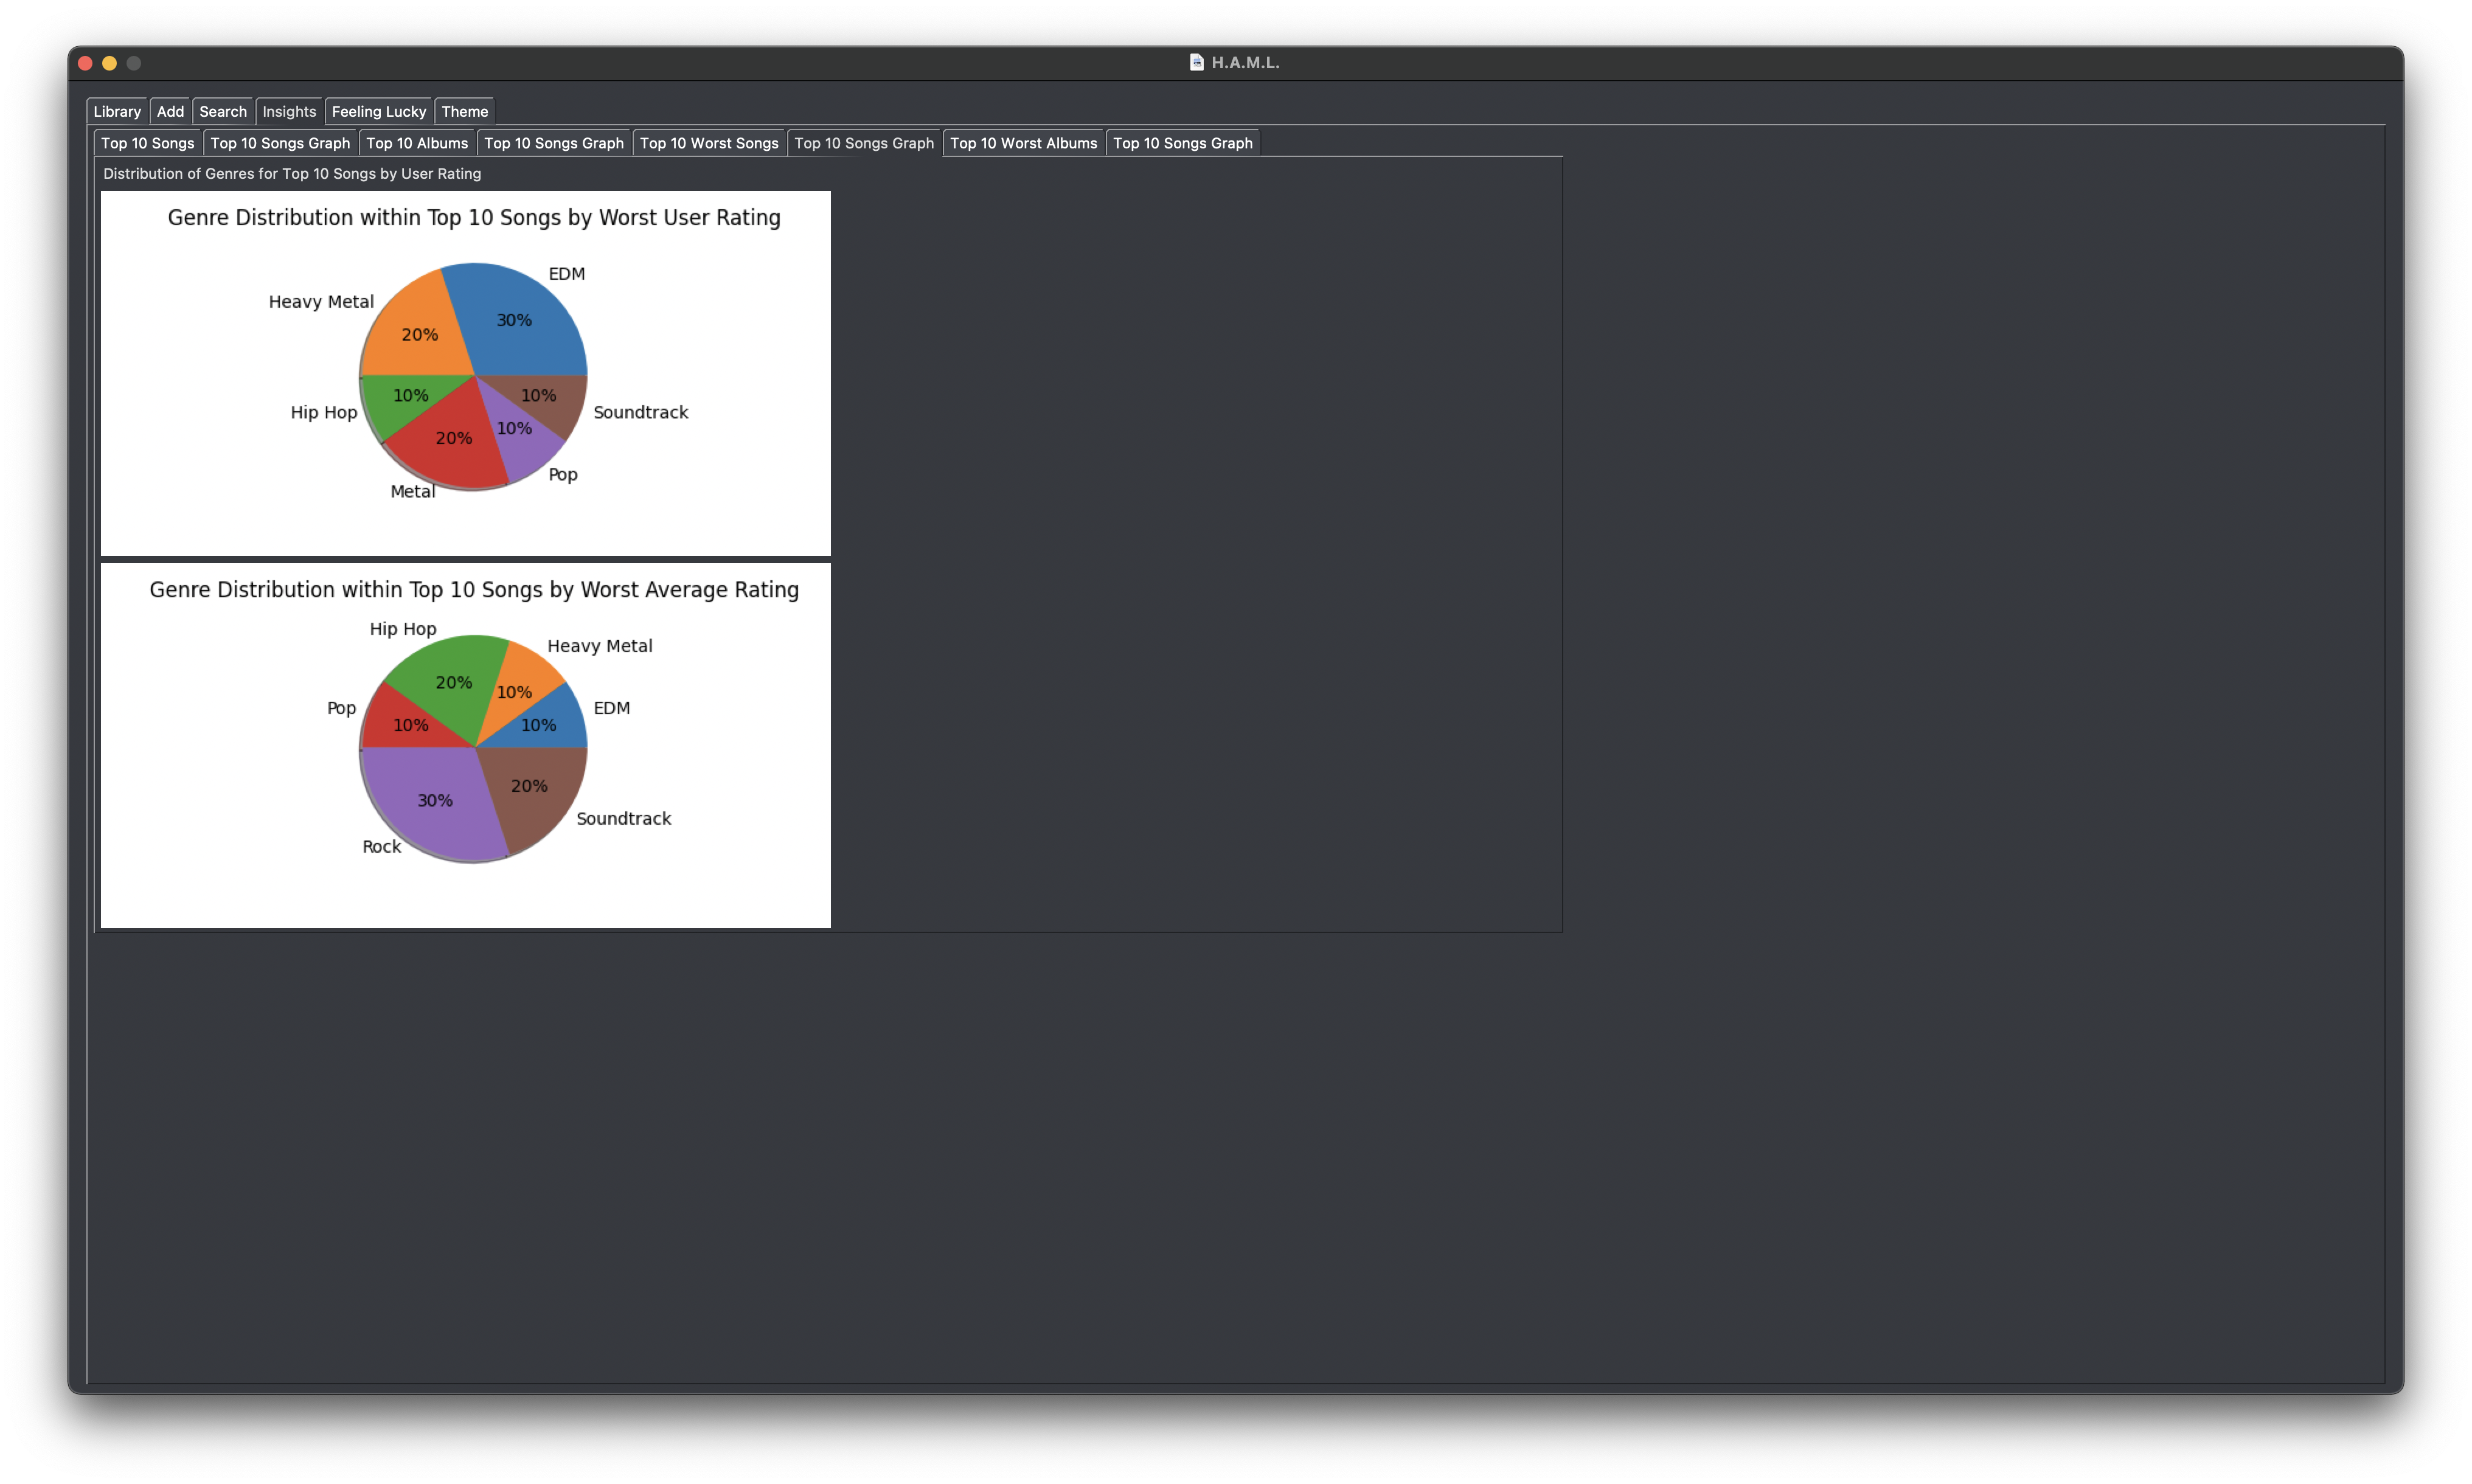 H.A.M.L.
Library Add Search Insights Feeling Lucky Theme
Top 10 Songs Top 10 Songs Graph Top 10 Albums Top 10 Songs Graph Top 10 Worst Songs Top 10 Songs Graph Top 10 Worst Albums Top 10 Songs Graph
Distribution of Genres for Top 10 Songs by User Rating
Genre Distribution within Top 10 Songs by Worst User Rating
EDM
Heavy Metal
30%
20%
10% 10%
Hip Hop Soundtrack
10%
20%
Pop
Metal
Genre Distribution within Top 10 Songs by Worst Average Rating
Hip Hop
Heavy Metal
20%
10%
Pop EDM
10% 10%
20%
30%
Soundtrack
Rock